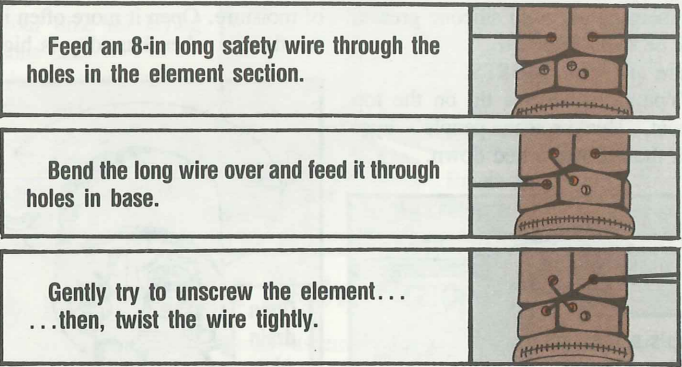 Feed an 8-in long safety wire through the
holes in the element section.
Bend the long wire over and feed it through
holes in base.
Gently try to unscrew the element...
...then, twist the wire tightly.